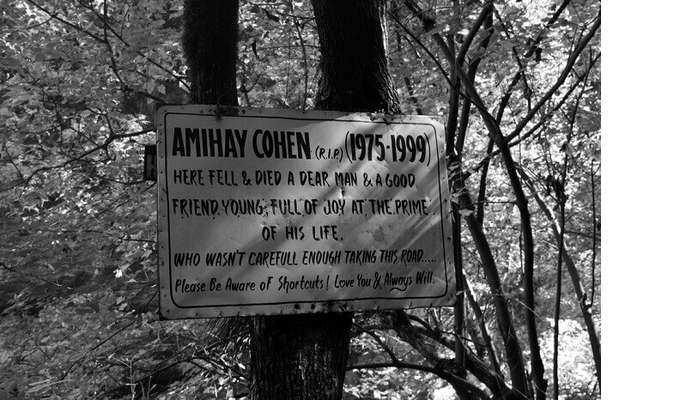 AMIHAY COHEN (R.I.P.) (1975-1999)
HERE FELL & DIED A DEAR MAN & A GOOD
FRIEND. YOUNG, FULL OF JOY AT THE PRIME
OF HIS LIFE.
WHO WASN'T CAREFULL ENOUGH TAKING THIS ROAD.....
Please Be Aware of Shortcuts! Love You & Always Will.